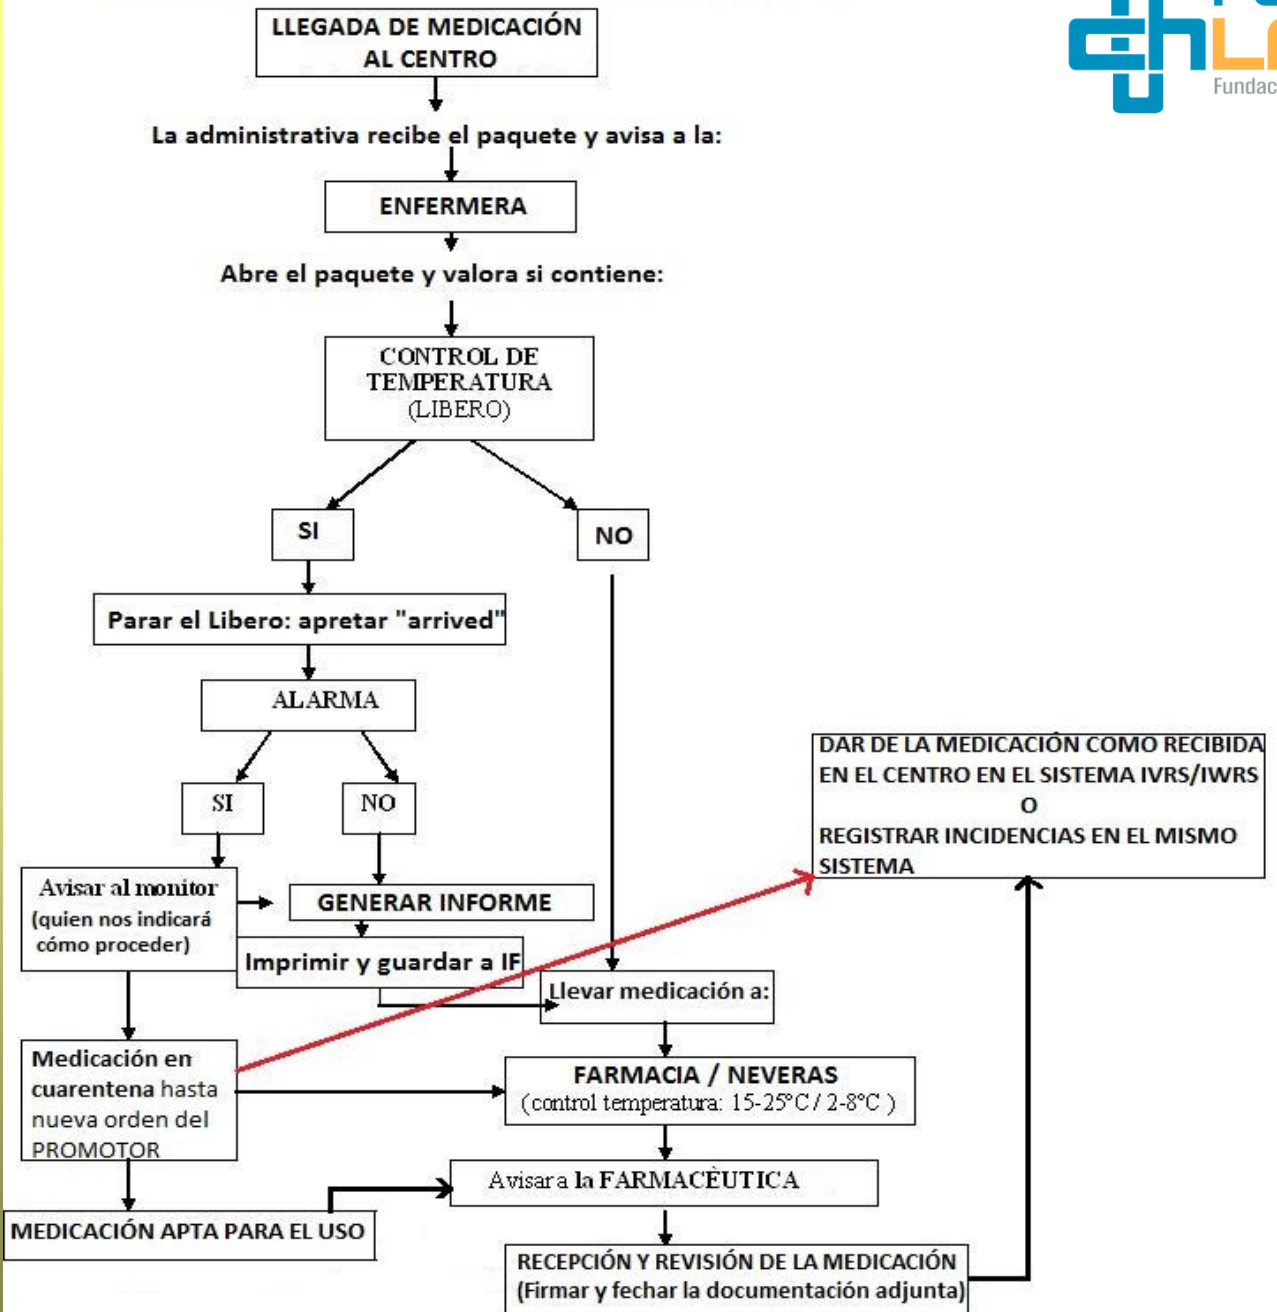 LLEGADA DE MEDICACIÓN
AL CENTRO
Fundac
La administrativa recibe el paquete y avisa a la:
ENFERMERA
Abre el paquete y valora si contiene:
CONTROL DE
TEMPERATURA
(LIBERO)
SI
NO
Parar el Libero: apretar "arrived"
ALARMA
SI
NO
DAR DE LA MEDICACIÓN COMO RECIBIDA
EN EL CENTRO EN EL SISTEMA IVRS/IWRS
O
REGISTRAR INCIDENCIAS EN EL MISMO
SISTEMA
Avisar al monitor
(quien nos indicará
cómo proceder)
GENERAR INFORME
Imprimir y guardar a IF
Llevar medicación a:
Medicación en
cuarentena hasta
nueva orden del
PROMOTOR
FARMACIA / NEVERAS
(control temperatura: 15-25ºC / 2-8ºC )
Avisar a la FARMACÈUTICA
MEDICACIÓN APTA PARA EL USO
RECEPCIÓN Y REVISIÓN DE LA MEDICACIÓN
(Firmar y fechar la documentación adjunta)